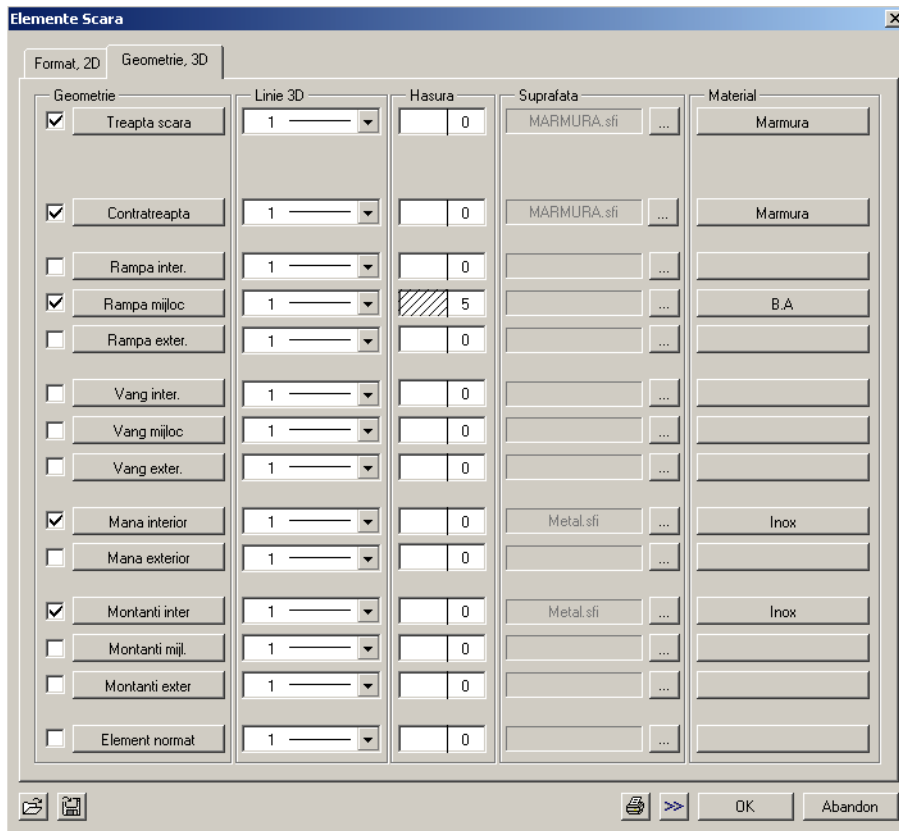 Elemente Scara
Format, 2D Geometrie, 3D
Geometrie Linie 3D Hasura Suprafata Material
Treapta scara 1 0 MARMURA.sfi ... Marmura
Contratreapta 1 0 MARMURA.sfi ... Marmura
Rampa inter. 1 0 ...
Rampa mijloc 1 5 ... B.A
Rampa exter. 1 0 ...
Vang inter. 1 0 ...
Vang mijloc 1 0 ...
Vang exter. 1 0 ...
Mana interior 1 0 Metal.sfi ... Inox
Mana exterior 1 0 ...
Montanti inter 1 0 Metal.sfi ... Inox
Montanti mijl. 1 0 ...
Montanti exter 1 0 ...
Element normat 1 0 ...
>> OK Abandon